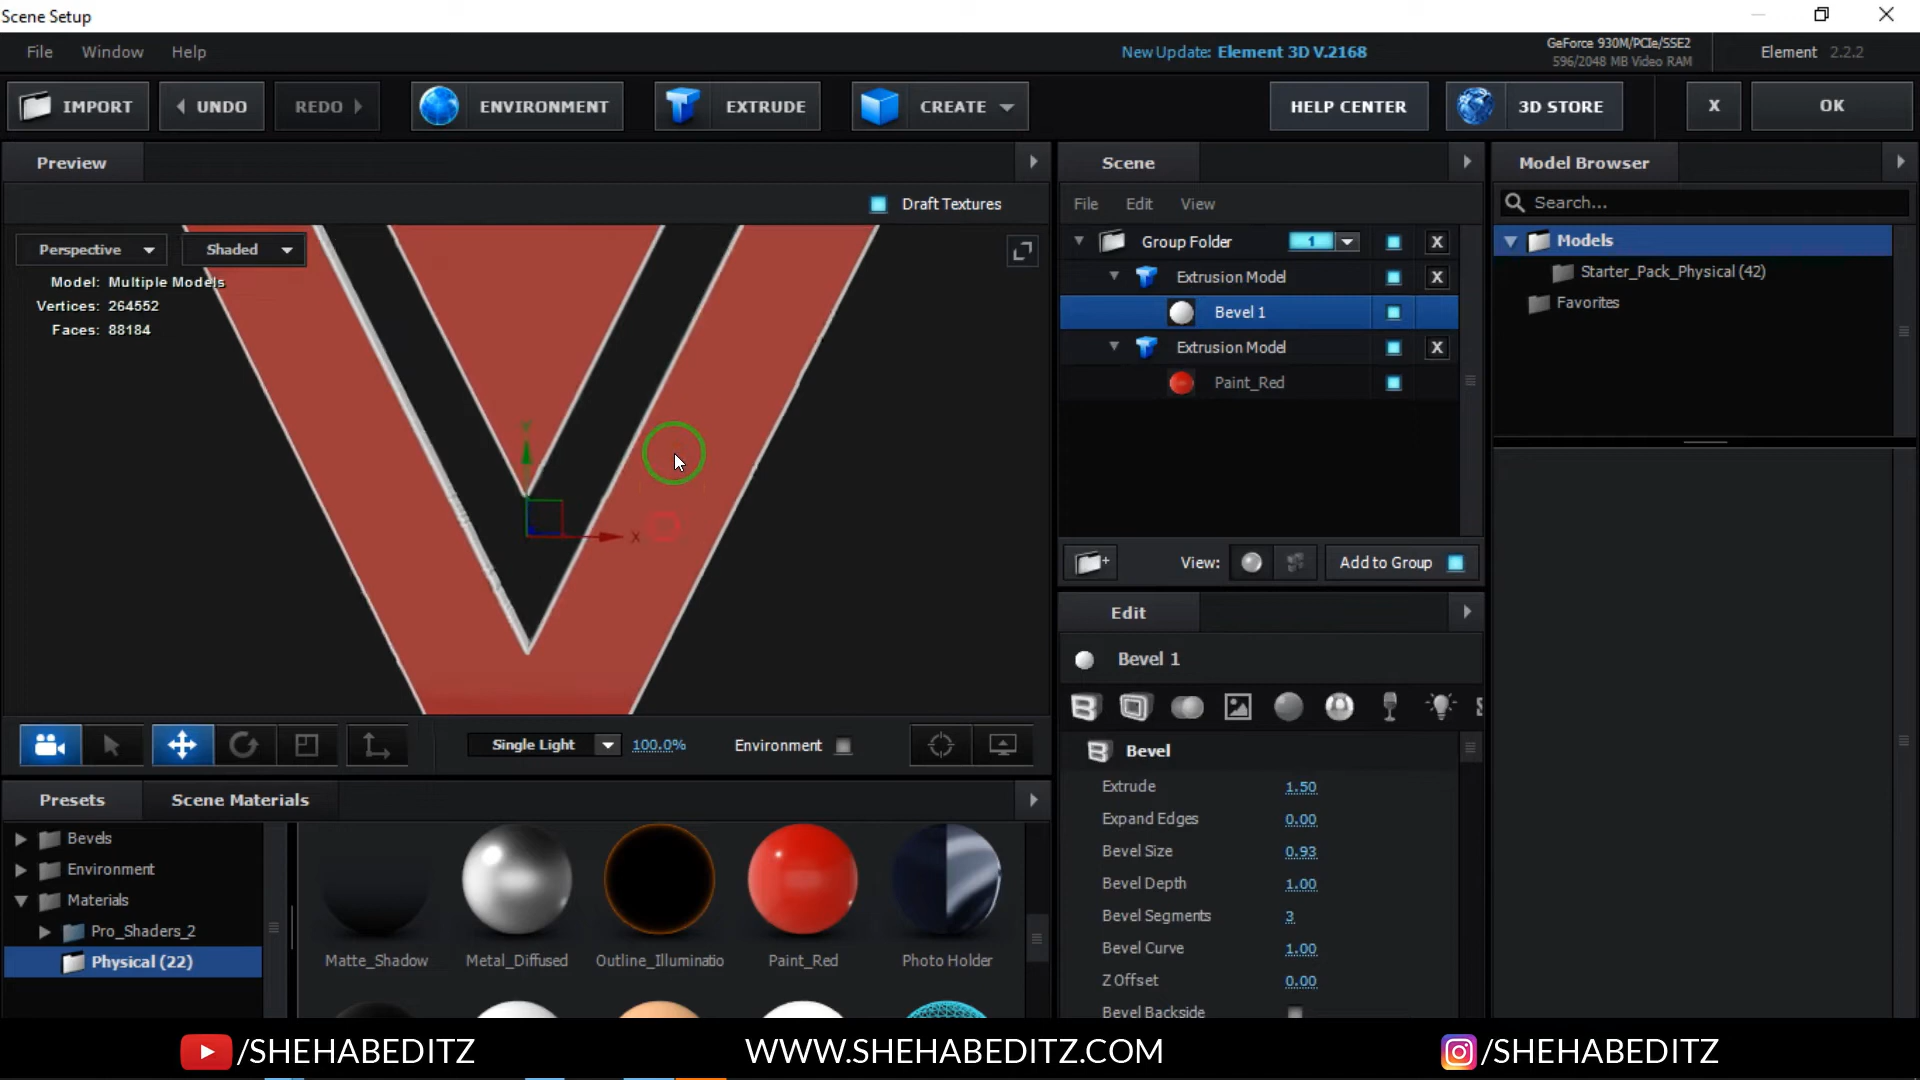 Scene Setup
File Window Help
New Update: Element 3D V.2168
GeForce 930M/PCIe/SSE2
596/2048 MB Video RAM
Element 2.2.2
IMPORT
UNDO
REDO
ENVIRONMENT
EXTRUDE
CREATE
HELP CENTER
3D STORE
X
OK
Preview
Draft Textures
Perspective
Shaded
Model: Multiple Models
Vertices: 264552
Faces: 88184
Y
X
Single Light
100.0%
Environment
Scene
File Edit View
Group Folder 1 X
Extrusion Model X
Bevel 1
Extrusion Model X
Paint_Red
View:
Add to Group
Model Browser
Search...
Models
Starter_Pack_Physical (42)
Favorites
Edit
Bevel 1
Bevel
Extrude 1.50
Expand Edges 0.00
Bevel Size 0.93
Bevel Depth 1.00
Bevel Segments 3
Bevel Curve 1.00
Z Offset 0.00
Bevel Backside
Presets
Scene Materials
Bevels
Environment
Materials
Pro_Shaders_2
Physical (22)
Matte_Shadow
Metal_Diffused
Outline_Illuminatio
Paint_Red
Photo Holder
/SHEHABEDITZ
WWW.SHEHABEDITZ.COM
/SHEHABEDITZ